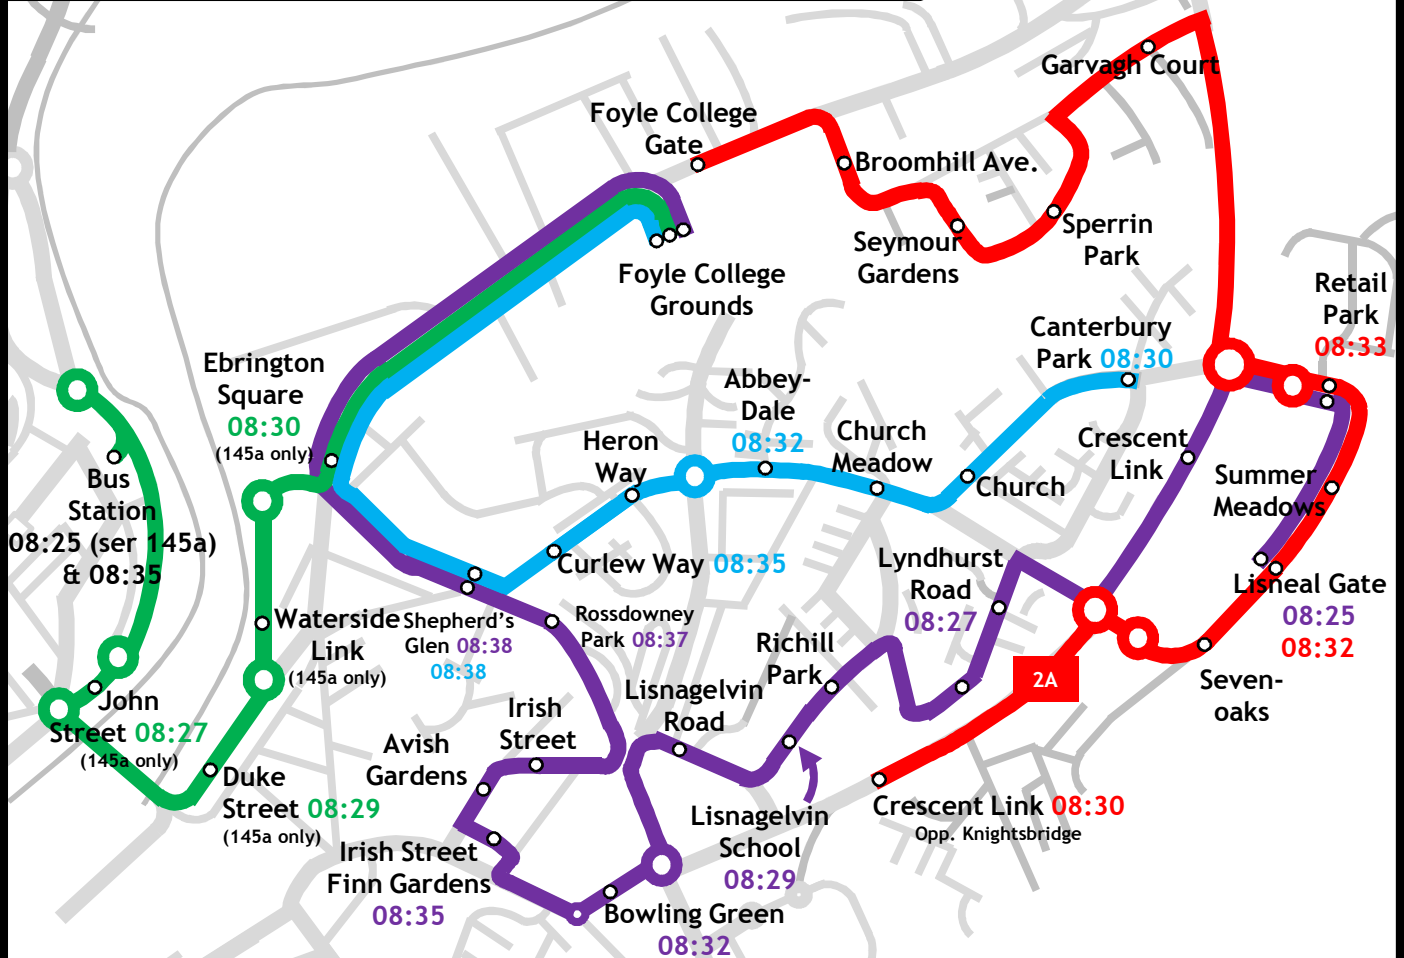 Garvagh Court
Foyle College
Gate
Broomhill Ave.
Seymour
Gardens
Sperrin
Park
Foyle College
Grounds
Retail
Park
08:33
Canterbury
Park 08:30
Ebrington
Square
08:30
(145a only)
Abbey-
Dale
08:32
Heron
Way
Church
Meadow
Church
Crescent
Link
Summer
Meadows
Bus
Station
08:25 (ser 145a)
& 08:35
Curlew Way 08:35
Lyndhurst
Road
08:27
Lisneal Gate
08:25
08:32
Waterside
Link
(145a only)
Shepherd's
Glen 08:38
08:38
Rossdowney
Park 08:37
Richill
Park
2A
Seven-
oaks
John
Street 08:27
(145a only)
Irish
Street
Lisnagelvin
Road
Avish
Gardens
Duke
Street 08:29
(145a only)
Lisnagelvin
School
08:29
Crescent Link 08:30
Opp. Knightsbridge
Irish Street
Finn Gardens
08:35
Bowling Green
08:32